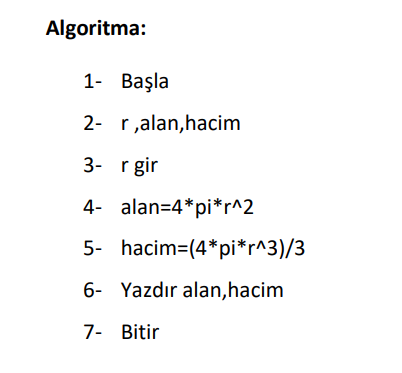 Algoritma:
1- Başla
2- r ,alan,hacim
3- r gir
4- alan=4*pi*r^2
5- hacim=(4*pi*r^3)/3
6- Yazdır alan,hacim
7- Bitir